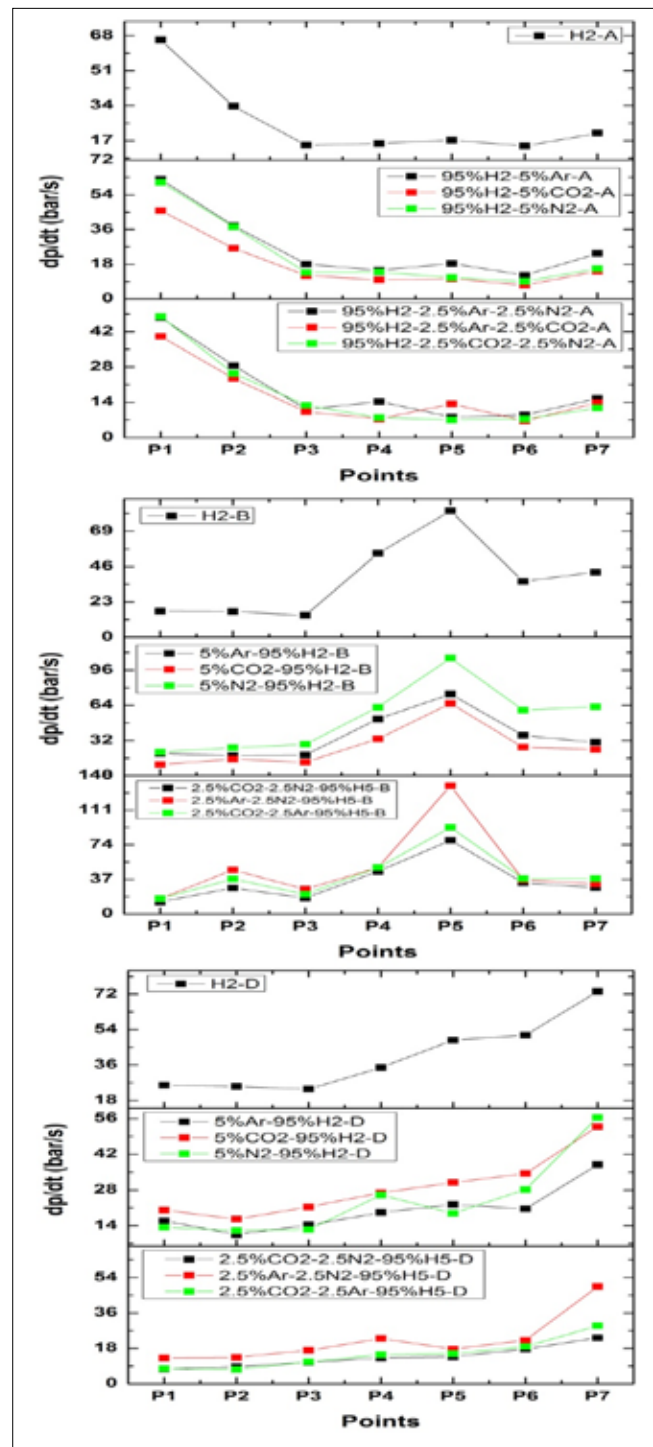 68
H2-A
51
34
17
72
95%H2-5%Ar-A
54
95%H2-5%CO2-A
95%H2-5%N2-A
36
18
0
dp/dt (bar/s)
95%H2-2.5%Ar-2.5%N2-A
42
95%H2-2.5%Ar-2.5%CO2-A
95%H2-2.5%CO2-2.5%N2-A
28
14
0
P1 P2 P3 P4 P5 P6 P7
Points
H2-B
69
46
23
0
5%Ar-95%H2-B
96
5%CO2-95%H2-B
5%N2-95%H2-B
64
32
140
dp/dt (bar/s)
2.5%CO2-2.5N2-95%H5-B
111
2.5%Ar-2.5N2-95%H5-B
2.5%CO2-2.5Ar-95%H5-B
74
37
0
P1 P2 P3 P4 P5 P6 P7
Points
H2-D
72
54
36
18
5%Ar-95%H2-D
56
5%CO2-95%H2-D
5%N2-95%H2-D
42
28
14
dp/dt (bar/s)
2.5%CO2-2.5N2-95%H5-D
54
2.5%Ar-2.5N2-95%H5-D
2.5%CO2-2.5Ar-95%H5-D
36
18
0
P1 P2 P3 P4 P5 P6 P7
Points